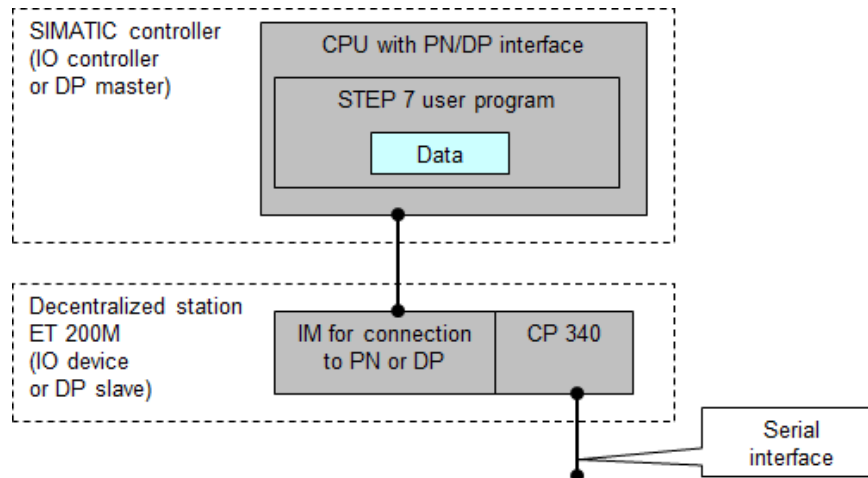 SIMATIC controller
(IO controller
or DP master)
CPU with PN/DP interface
STEP 7 user program
Data
Decentralized station
ET 200M
(IO device
or DP slave)
IM for connection
to PN or DP
CP 340
Serial
interface